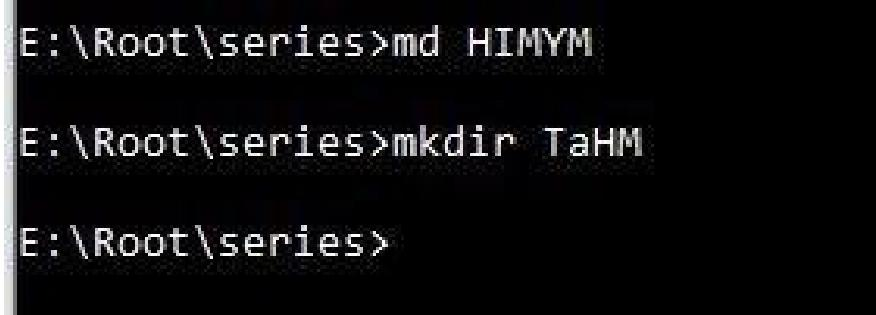 E:\Root\series>md HIMYM
E:\Root\series>mkdir TaHM
E:\Root\series>